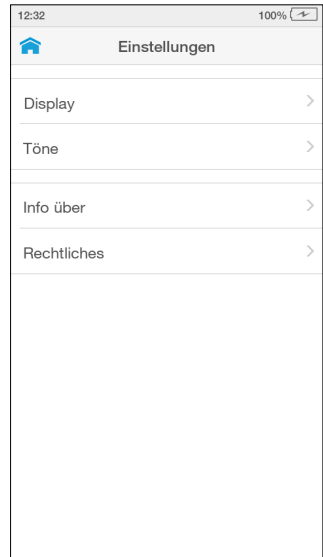 12:32 100%
Einstellungen
Display
Töne
Info über
Rechtliches